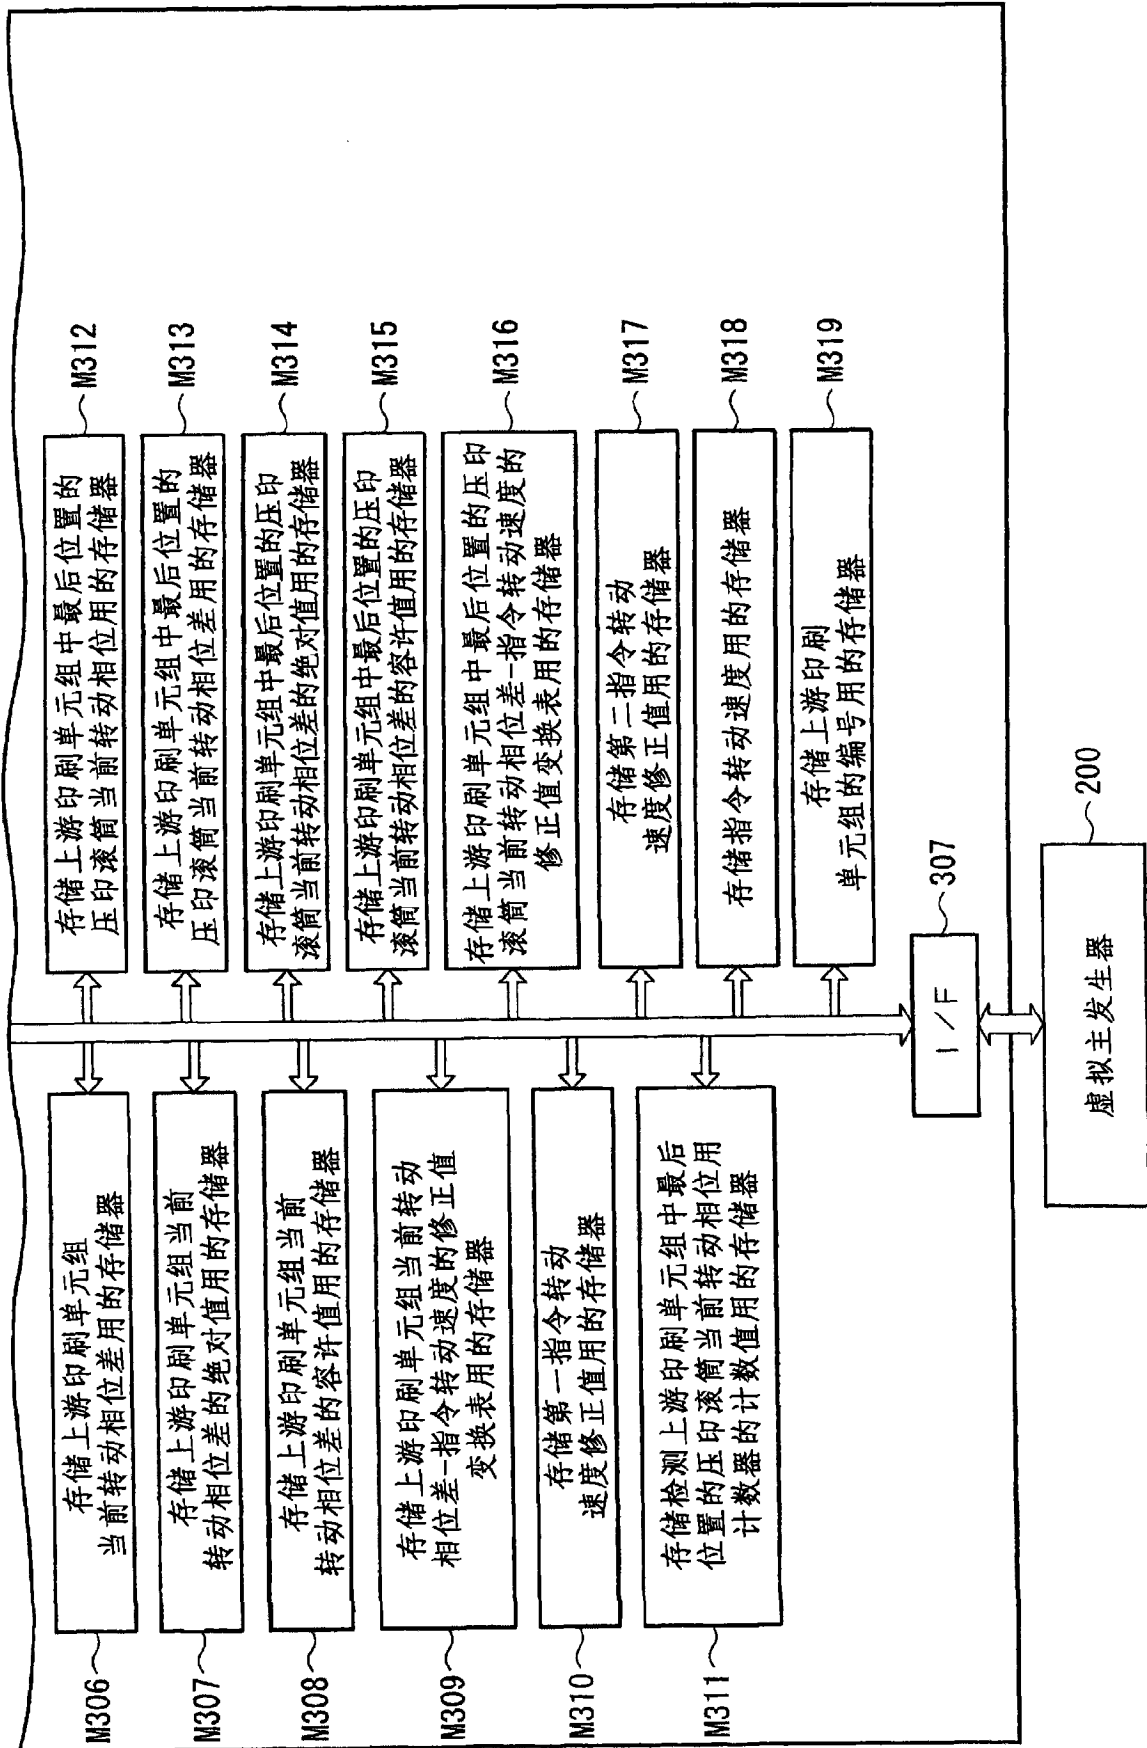 存储上游印刷单元组
当前转动相位差用的存储器
M306
存储上游印刷单元组当前
转动相位差的绝对值用的存储器
M307
存储上游印刷单元组当前
转动相位差的容许值用的存储器
M308
存储上游印刷单元组当前转动
相位差-指令转动速度的修正值
变换表用的存储器
M309
存储第一指令转动
速度修正值用的存储器
M310
存储检测上游印刷单元组中最后
位置的压印滚筒当前转动相位用
计数器的计数值用的存储器
M311
存储上游印刷单元组中最后位置的
压印滚筒当前转动相位用的存储器
M312
存储上游印刷单元组中最后位置的
压印滚筒当前转动相位差用的存储器
M313
存储上游印刷单元组中最后位置的压印
滚筒当前转动相位差的绝对值用的存储器
M314
存储上游印刷单元组中最后位置的压印
滚筒当前转动相位差的容许值用的存储器
M315
存储上游印刷单元组中最后位置的压印
滚筒当前转动相位差-指令转动速度的
修正值变换表用的存储器
M316
存储第二指令转动
速度修正值用的存储器
M317
存储指令转动速度用的存储器
M318
存储上游印刷
单元组的编号用的存储器
M319
I/F
307
虚拟主发生器
200